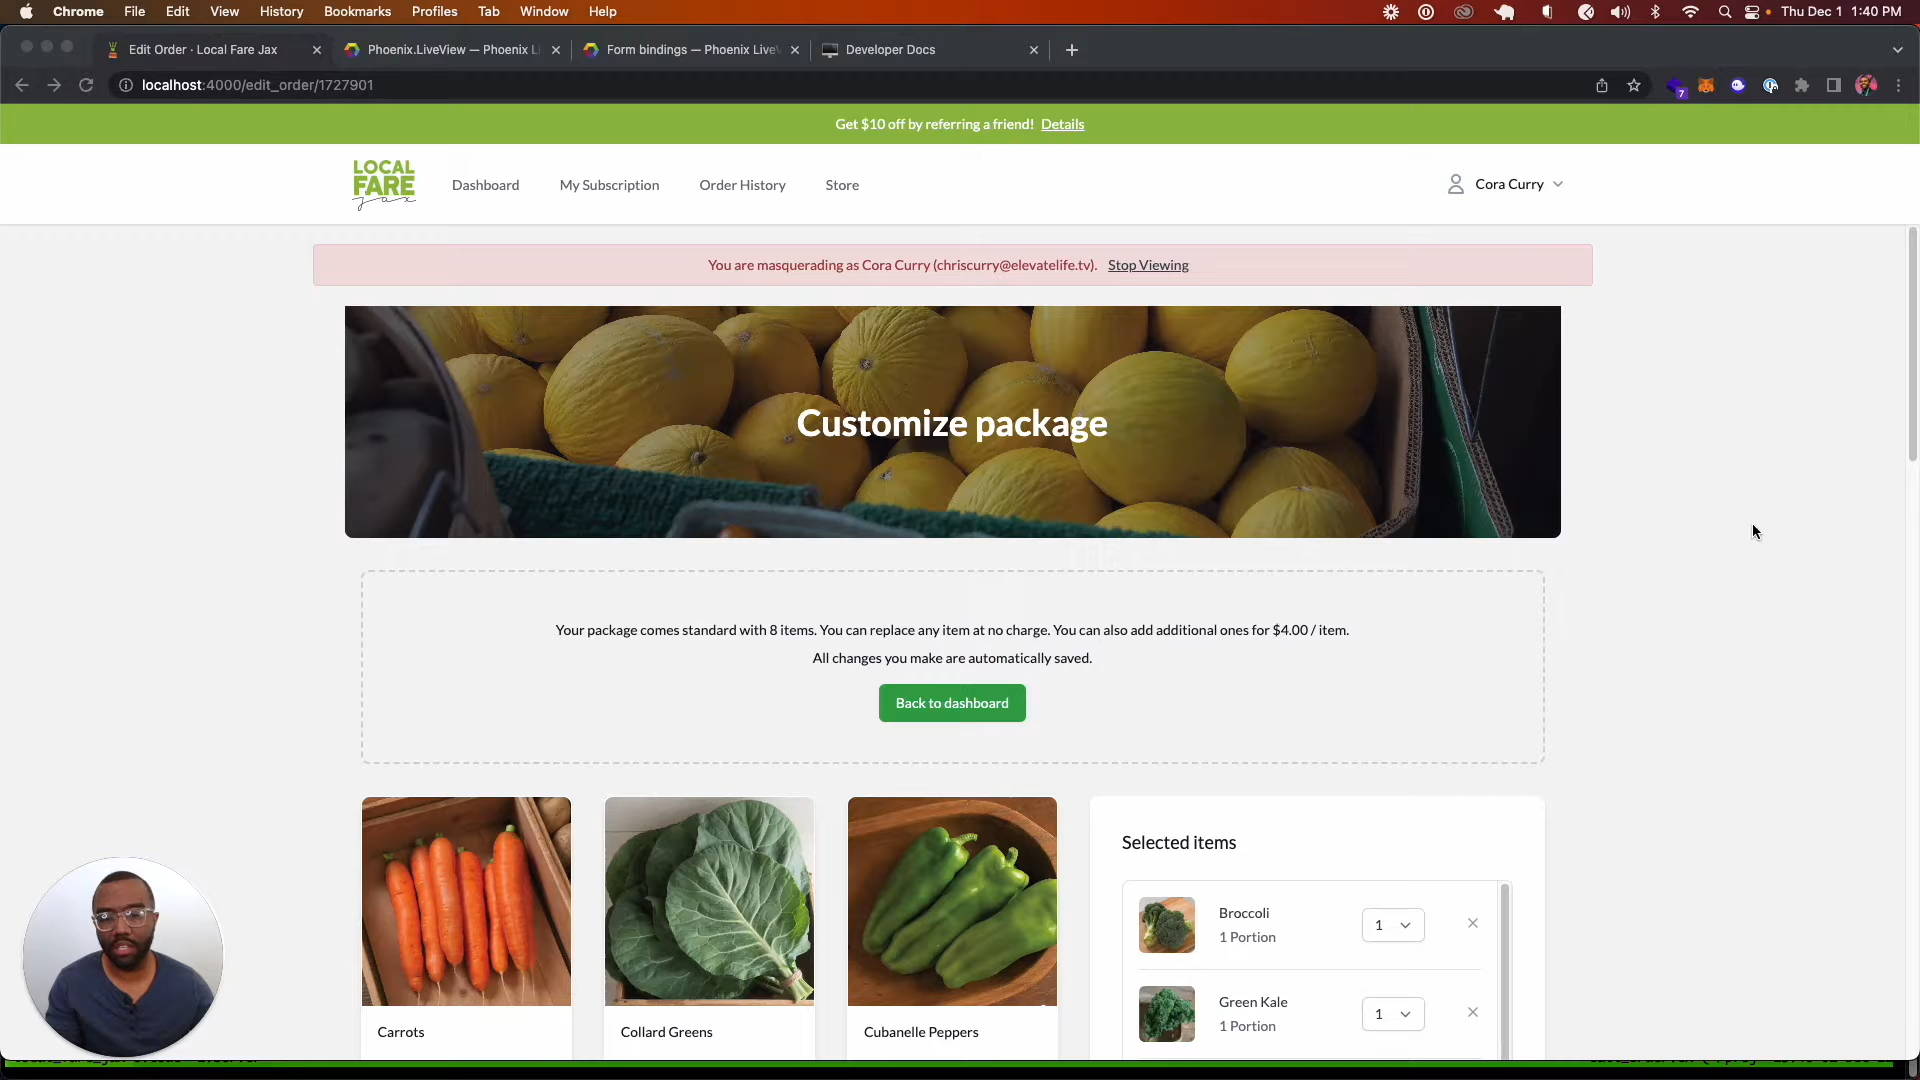 Chrome File Edit View History Bookmarks Profiles Tab Window Help
Thu Dec 1 1:40 PM
Edit Order · Local Fare Jax
Phoenix.LiveView — Phoenix Li
Form bindings — Phoenix LiveV
Developer Docs
localhost:4000/edit_order/1727901
7
Get $10 off by referring a friend! Details
LOCAL
FARE
jax
Dashboard My Subscription Order History Store
Cora Curry
You are masquerading as Cora Curry (chriscurry@elevatelife.tv). Stop Viewing
Customize package
Your package comes standard with 8 items. You can replace any item at no charge. You can also add additional ones for $4.00 / item.
All changes you make are automatically saved.
Back to dashboard
Selected items
Broccoli
1 Portion
1
Green Kale
1 Portion
1
Carrots
Collard Greens
Cubanelle Peppers